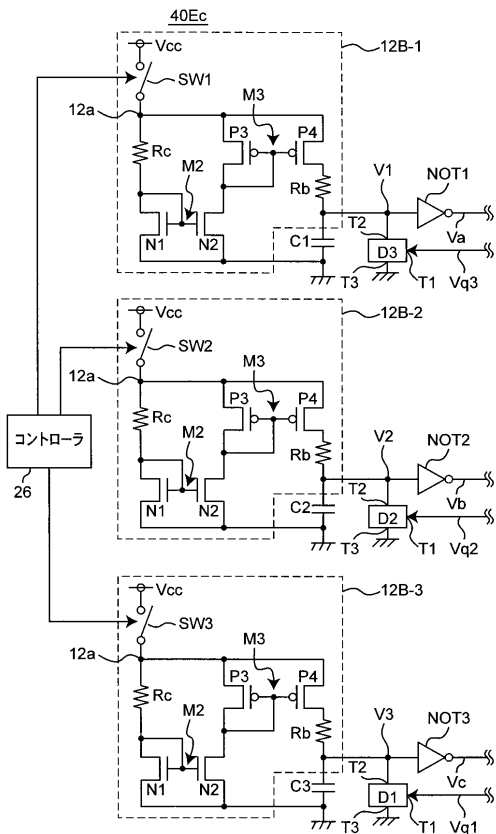 40Ec
Vcc
12B-1
SW1
12a
M3
P3
P4
Rc
M2
Rb
V1
NOT1
T2
Va
N1
N2
C1
D3
T3
T1
Vq3
Vcc
12B-2
SW2
12a
M3
P3
P4
Rc
M2
Rb
V2
NOT2
コントローラ
26
T2
Vb
N1
N2
C2
D2
T3
T1
Vq2
Vcc
12B-3
SW3
12a
M3
P3
P4
Rc
M2
Rb
V3
NOT3
T2
Vc
N1
N2
C3
D1
T3
T1
Vq1